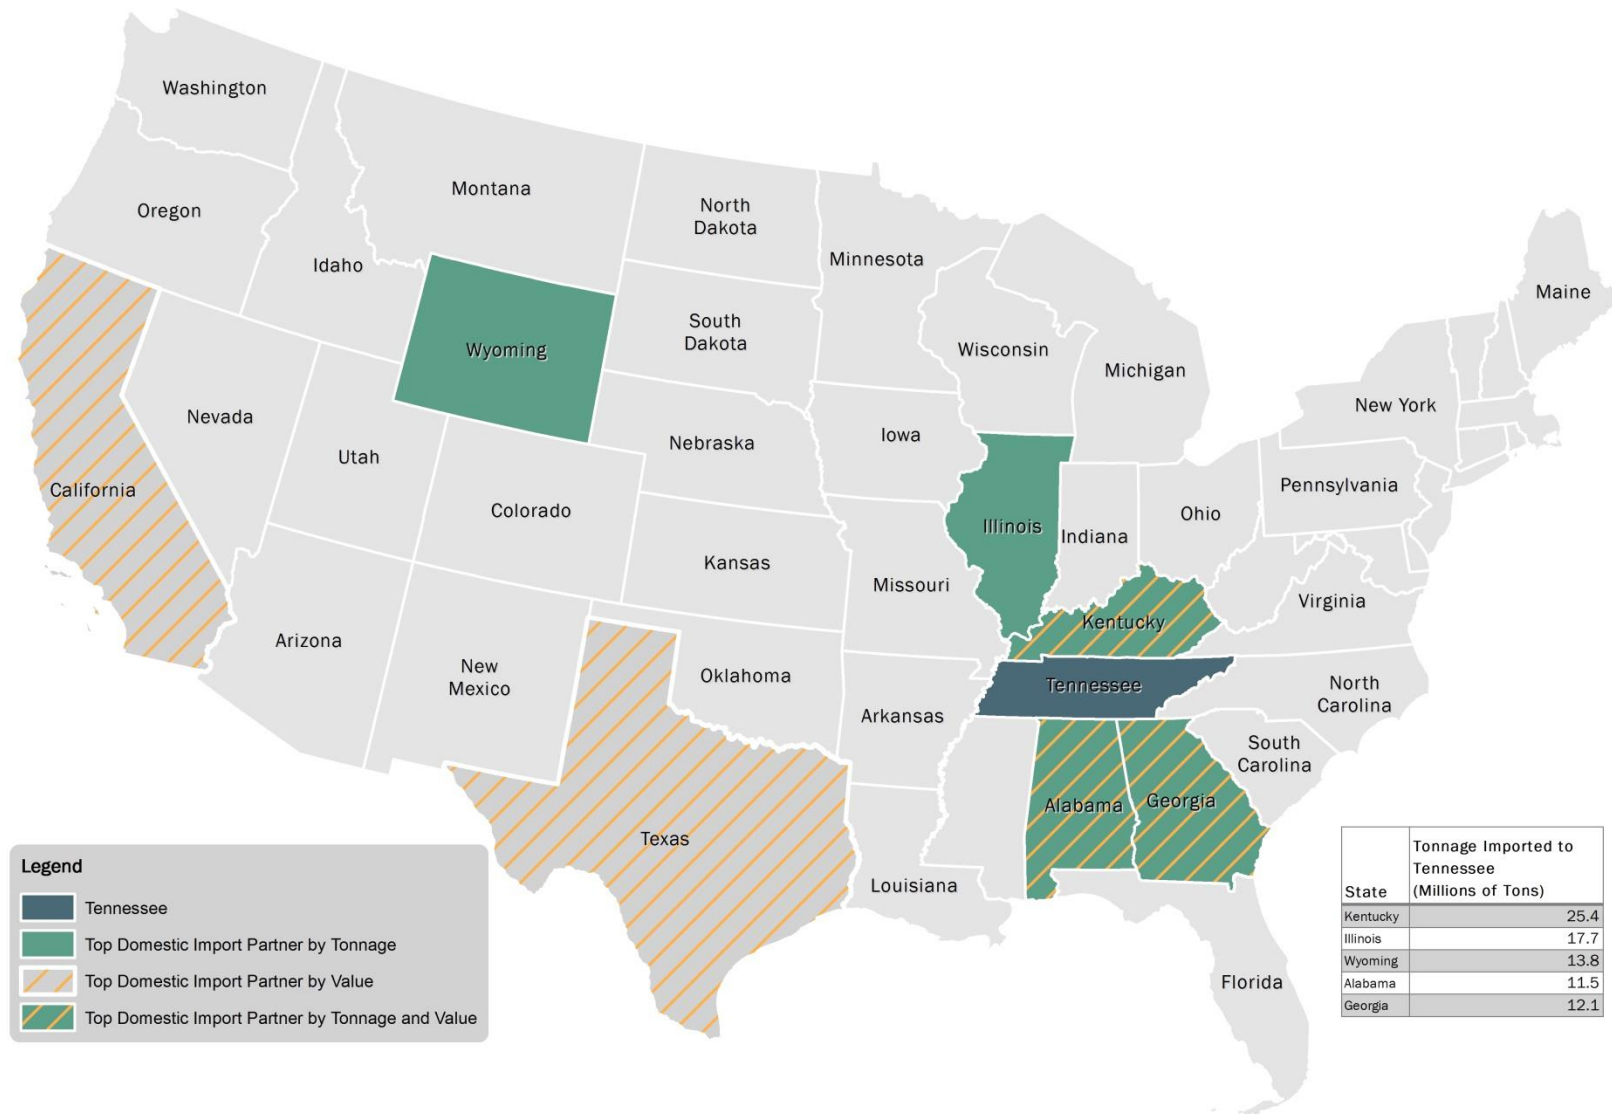 Washington
Oregon
Idaho
Montana
North
Dakota
Minnesota
South
Dakota
Wisconsin
Michigan
Maine
New York
Wyoming
Nevada
Utah
Nebraska
Iowa
Pennsylvania
California
Colorado
Illinois
Indiana
Ohio
Kansas
Missouri
Kentucky
Virginia
Arizona
New
Mexico
Oklahoma
Arkansas
Tennessee
North
Carolina
South
Carolina
Texas
Alabama
Georgia
Louisiana
Florida
Legend
Tennessee
Top Domestic Import Partner by Tonnage
Top Domestic Import Partner by Value
Top Domestic Import Partner by Tonnage and Value
State Tonnage Imported to
Tennessee
(Millions of Tons)
Kentucky 25.4
Illinois 17.7
Wyoming 13.8
Alabama 11.5
Georgia 12.1